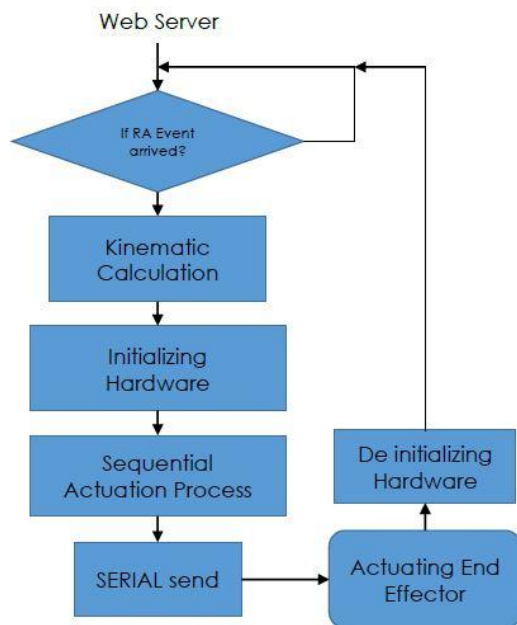 Web Server
If RA Event
arrived?
Kinematic
Calculation
Initializing
Hardware
Sequential
Actuation Process
SERIAL send
Actuating End
Effector
De initializing
Hardware